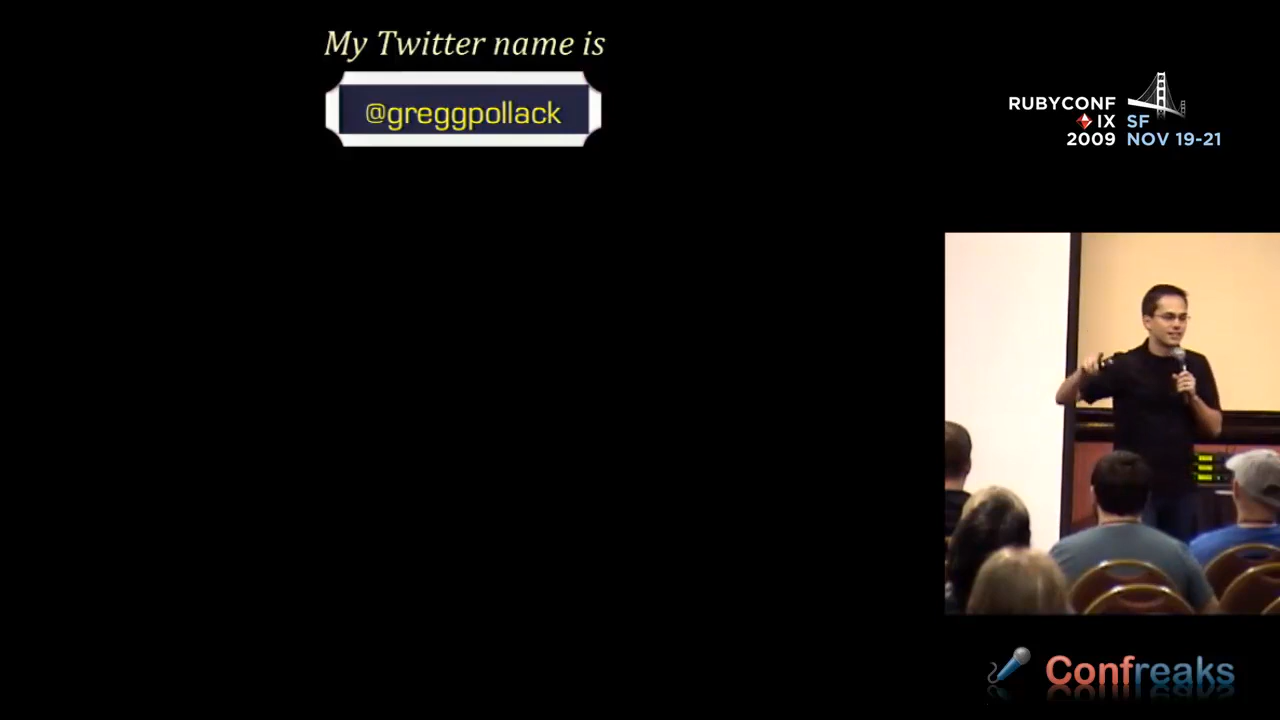 My Twitter name is
@greggpollack
RUBYCONF
IX SF
2009 NOV 19-21
Confreaks